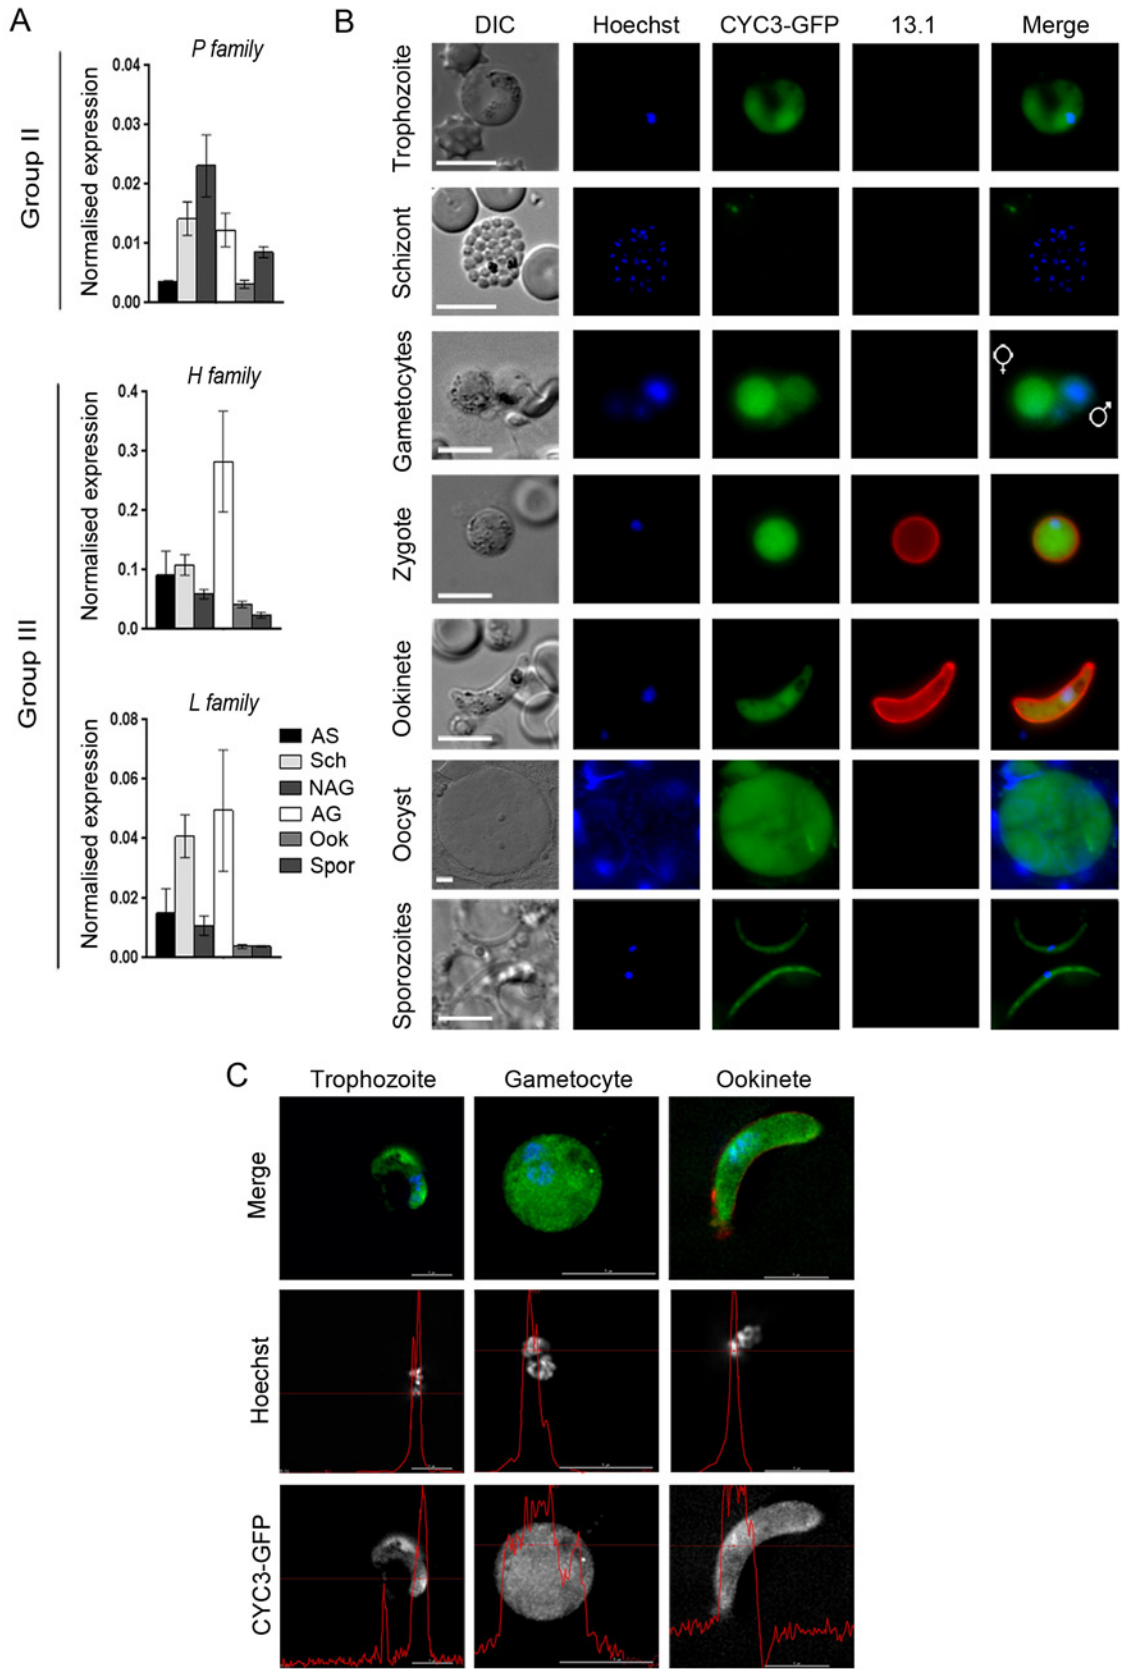 A
Group II
P family
Normalised expression
0.04
0.03
0.02
0.01
0.00
Group III
H family
Normalised expression
0.4
0.3
0.2
0.1
0.0
L family
Normalised expression
0.08
0.06
0.04
0.02
0.00
AS
Sch
NAG
AG
Ook
Spor
B
DIC Hoechst CYC3-GFP 13.1 Merge
Trophozoite
Schizont
Gametocytes
♀
♂
Zygote
Ookinete
Oocyst
Sporozoites
C
Trophozoite Gametocyte Ookinete
Merge
Hoechst
CYC3-GFP